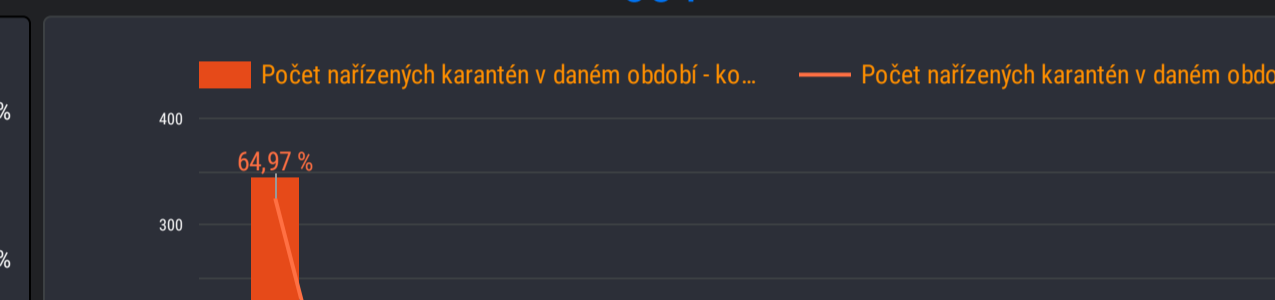 Počet nařízených karantén v daném období - ko...
Počet nařízených karantén v daném obdo
%
400
64,97 %
300
%